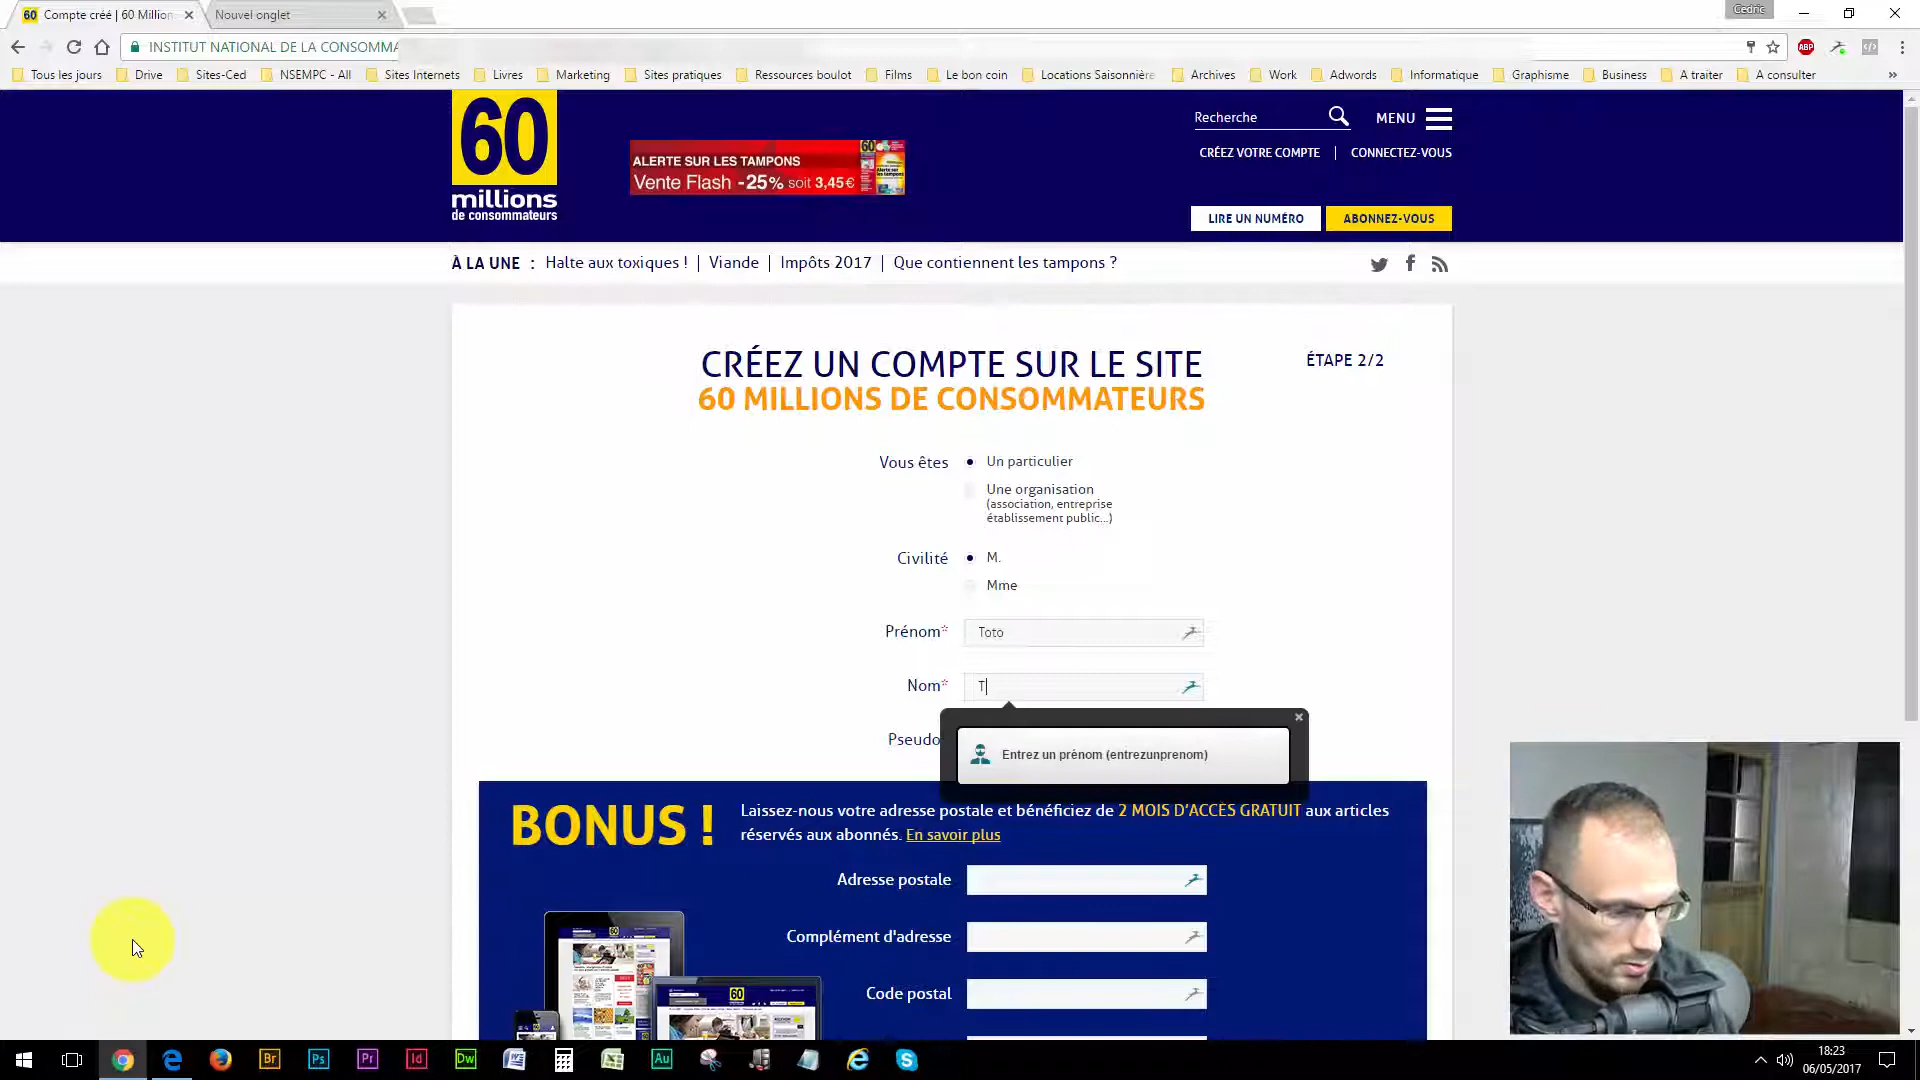 Compte créé | 60 Million
Nouvel onglet
Cedric
INSTITUT NATIONAL DE LA CONSOMMA
Tous les jours
Drive
Sites-Ced
NSEMPC - All
Sites Internets
Livres
Marketing
Sites pratiques
Ressources boulot
Films
Le bon coin
Locations Saisonnière
Archives
Work
Adwords
Informatique
Graphisme
Business
A traiter
A consulter
60
millions
de consommateurs
ALERTE SUR LES TAMPONS
Vente Flash -25% soit 3,45€
Recherche
MENU
CRÉEZ VOTRE COMPTE | CONNECTEZ-VOUS
LIRE UN NUMÉRO
ABONNEZ-VOUS
À LA UNE : Halte aux toxiques ! | Viande | Impôts 2017 | Que contiennent les tampons ?
CRÉEZ UN COMPTE SUR LE SITE
60 MILLIONS DE CONSOMMATEURS
ÉTAPE 2/2
Vous êtes
Un particulier
Une organisation
(association, entreprise
établissement public...)
Civilité
M.
Mme
Prénom*
Toto
Nom*
T
Pseudo
Entrez un prénom (entrezunprenom)
BONUS !
Laissez-nous votre adresse postale et bénéficiez de 2 MOIS D'ACCÈS GRATUIT aux articles
réservés aux abonnés. En savoir plus
Adresse postale
Complément d'adresse
Code postal
18:23
06/05/2017